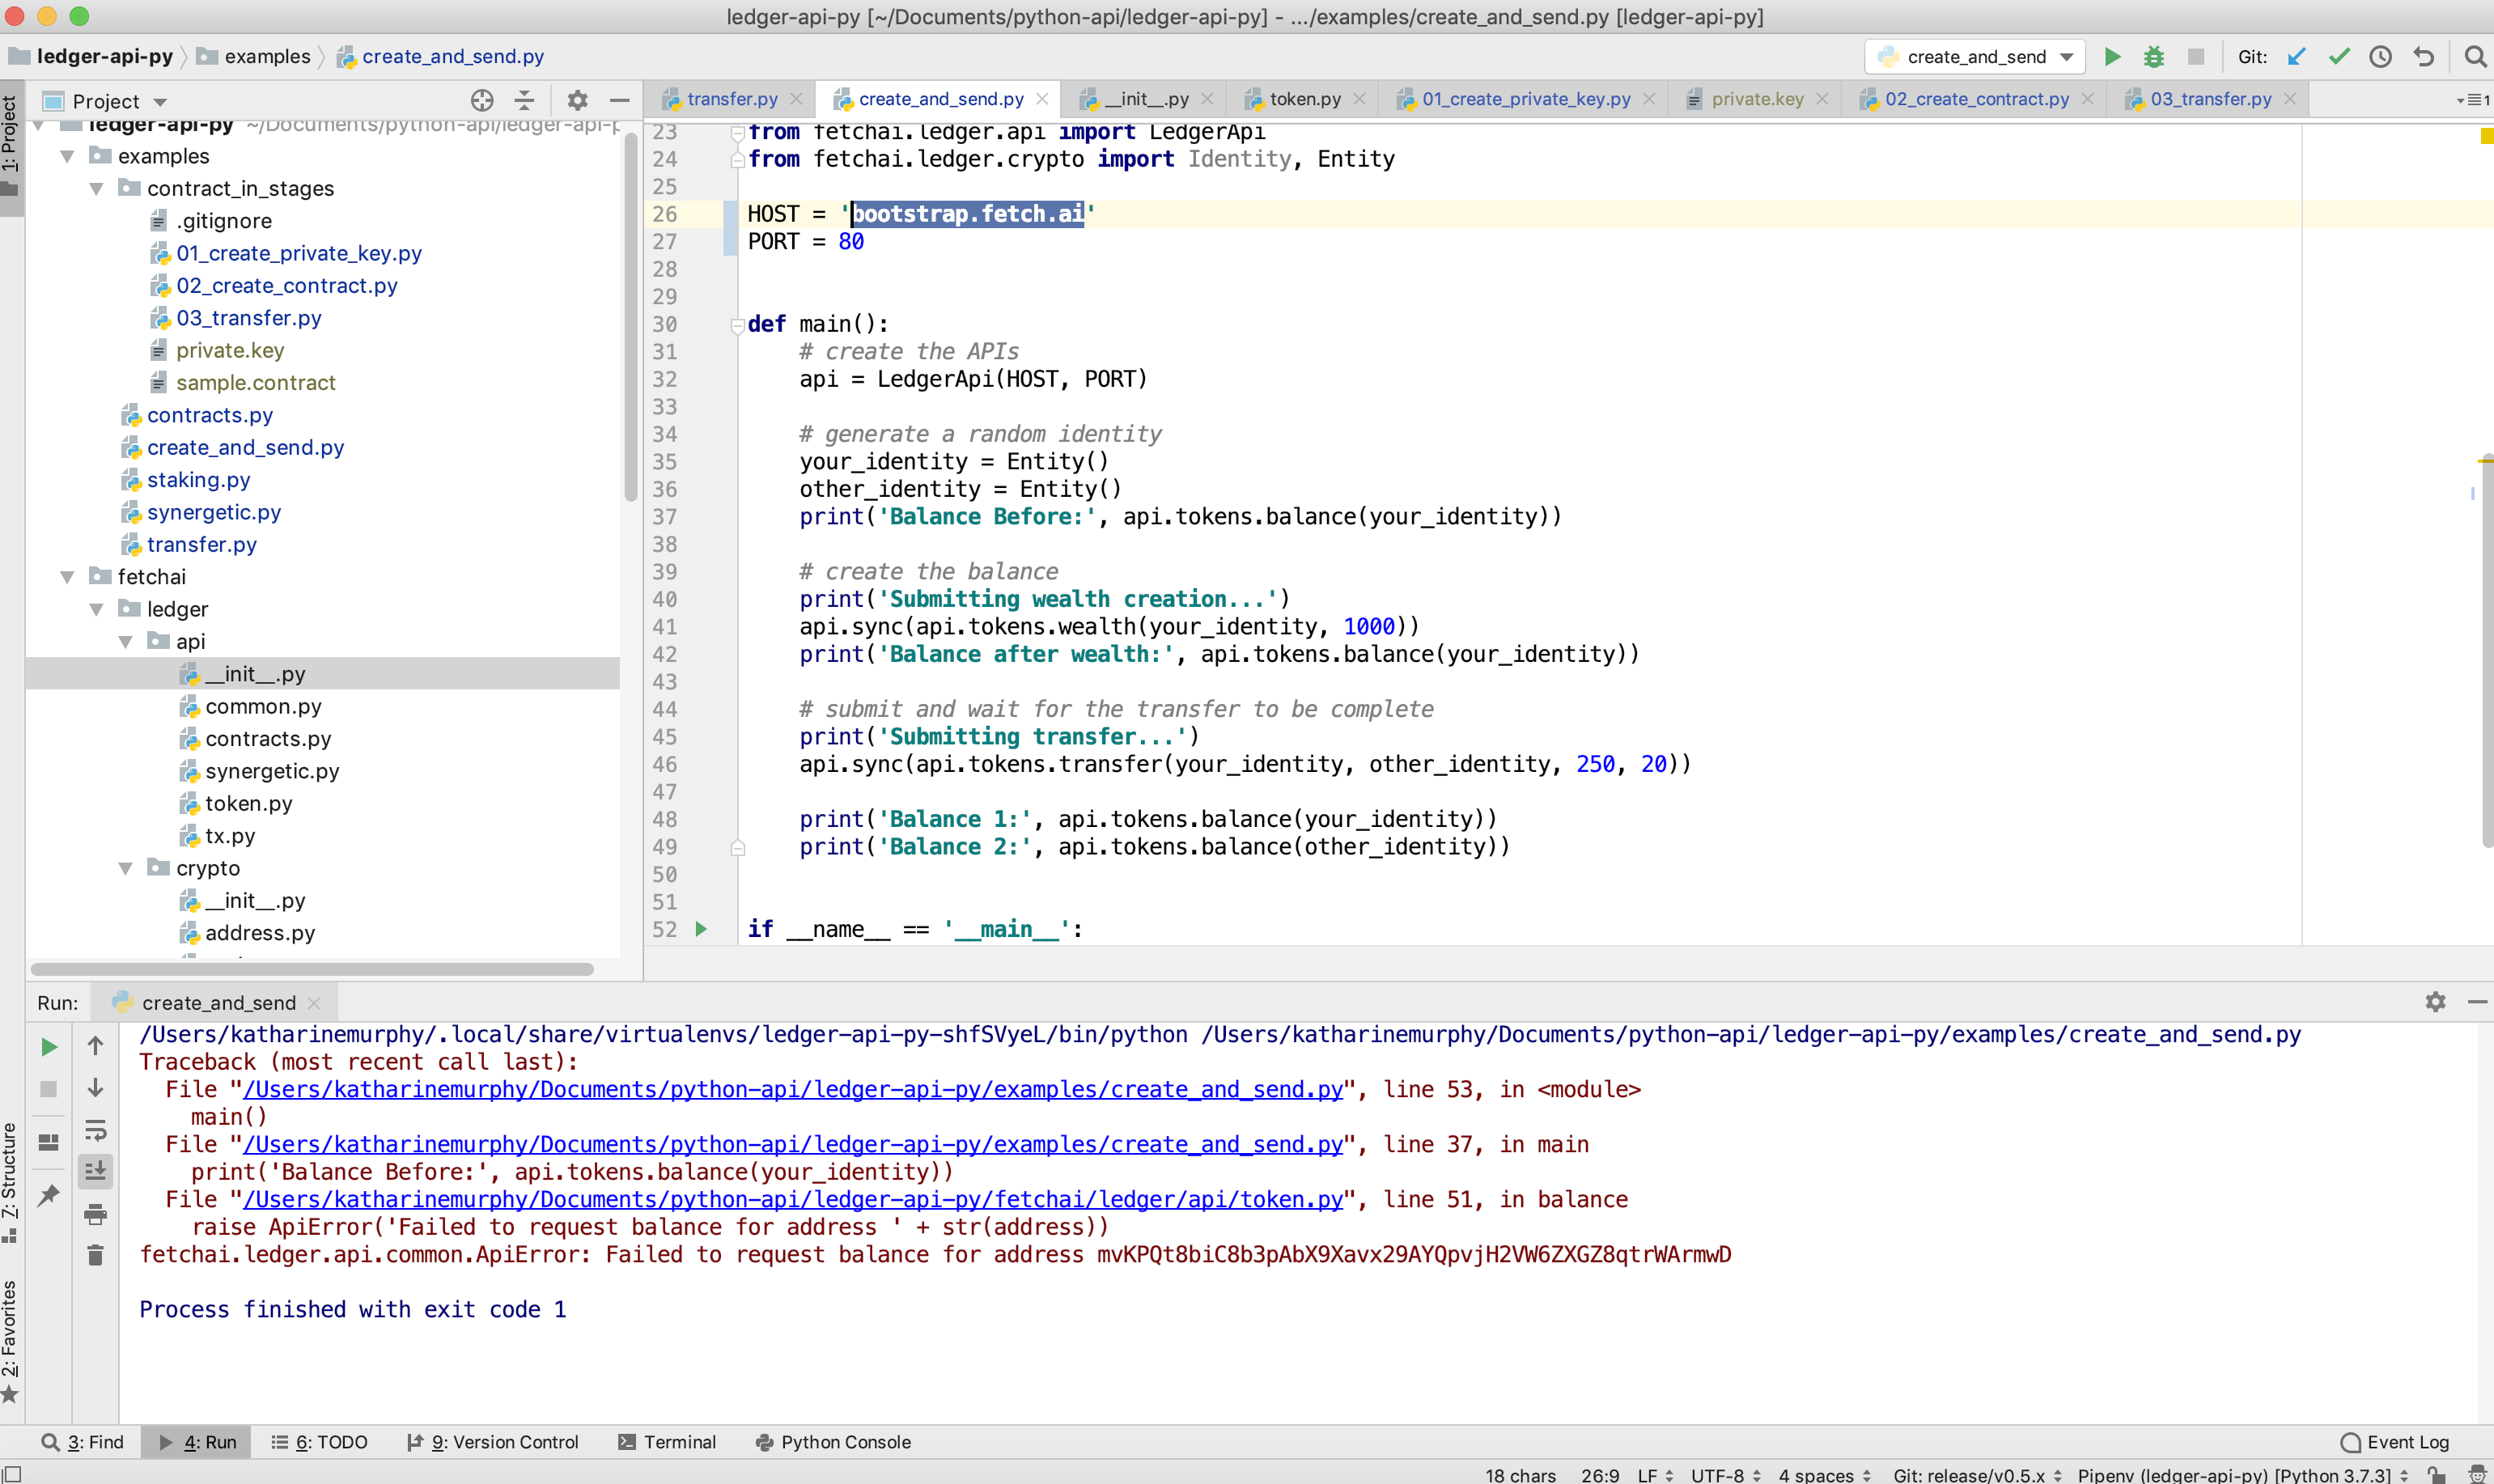 ledger-api-py [~/Documents/python-api/ledger-api-py] - .../examples/create_and_send.py [ledger-api-py]
ledger-api-py examples create_and_send.py
create_and_send Git:
1: Project
Project
transfer.py create_and_send.py __init__.py token.py 01_create_private_key.py private.key 02_create_contract.py 03_transfer.py 1
ledger-api-py ~/Documents/python-api/ledger-api-p
examples
contract_in_stages
.gitignore
01_create_private_key.py
02_create_contract.py
03_transfer.py
private.key
sample.contract
contracts.py
create_and_send.py
staking.py
synergetic.py
transfer.py
fetchai
ledger
api
__init__.py
common.py
contracts.py
synergetic.py
token.py
tx.py
crypto
__init__.py
address.py
23 from fetchai.ledger.api import LedgerApi
24 from fetchai.ledger.crypto import Identity, Entity
25
26 HOST = 'bootstrap.fetch.ai'
27 PORT = 80
28
29
30 def main():
31 # create the APIs
32 api = LedgerApi(HOST, PORT)
33
34 # generate a random identity
35 your_identity = Entity()
36 other_identity = Entity()
37 print('Balance Before:', api.tokens.balance(your_identity))
38
39 # create the balance
40 print('Submitting wealth creation...')
41 api.sync(api.tokens.wealth(your_identity, 1000))
42 print('Balance after wealth:', api.tokens.balance(your_identity))
43
44 # submit and wait for the transfer to be complete
45 print('Submitting transfer...')
46 api.sync(api.tokens.transfer(your_identity, other_identity, 250, 20))
47
48 print('Balance 1:', api.tokens.balance(your_identity))
49 print('Balance 2:', api.tokens.balance(other_identity))
50
51
52 if __name__ == '__main__':
Run: create_and_send
/Users/katharinemurphy/.local/share/virtualenvs/ledger-api-py-shfSVyeL/bin/python /Users/katharinemurphy/Documents/python-api/ledger-api-py/examples/create_and_send.py
Traceback (most recent call last):
File "/Users/katharinemurphy/Documents/python-api/ledger-api-py/examples/create_and_send.py", line 53, in <module>
main()
File "/Users/katharinemurphy/Documents/python-api/ledger-api-py/examples/create_and_send.py", line 37, in main
print('Balance Before:', api.tokens.balance(your_identity))
File "/Users/katharinemurphy/Documents/python-api/ledger-api-py/fetchai/ledger/api/token.py", line 51, in balance
raise ApiError('Failed to request balance for address ' + str(address))
fetchai.ledger.api.common.ApiError: Failed to request balance for address mvKPQt8biC8b3pAbX9Xavx29AYQpvjH2VW6ZXGZ8qtrWArmwD
Process finished with exit code 1
7: Structure
2: Favorites
3: Find 4: Run 6: TODO 9: Version Control Terminal Python Console Event Log
18 chars 26:9 LF UTF-8 4 spaces Git: release/v0.5.x Pipenv (ledger-api-py) [Python 3.7.3]